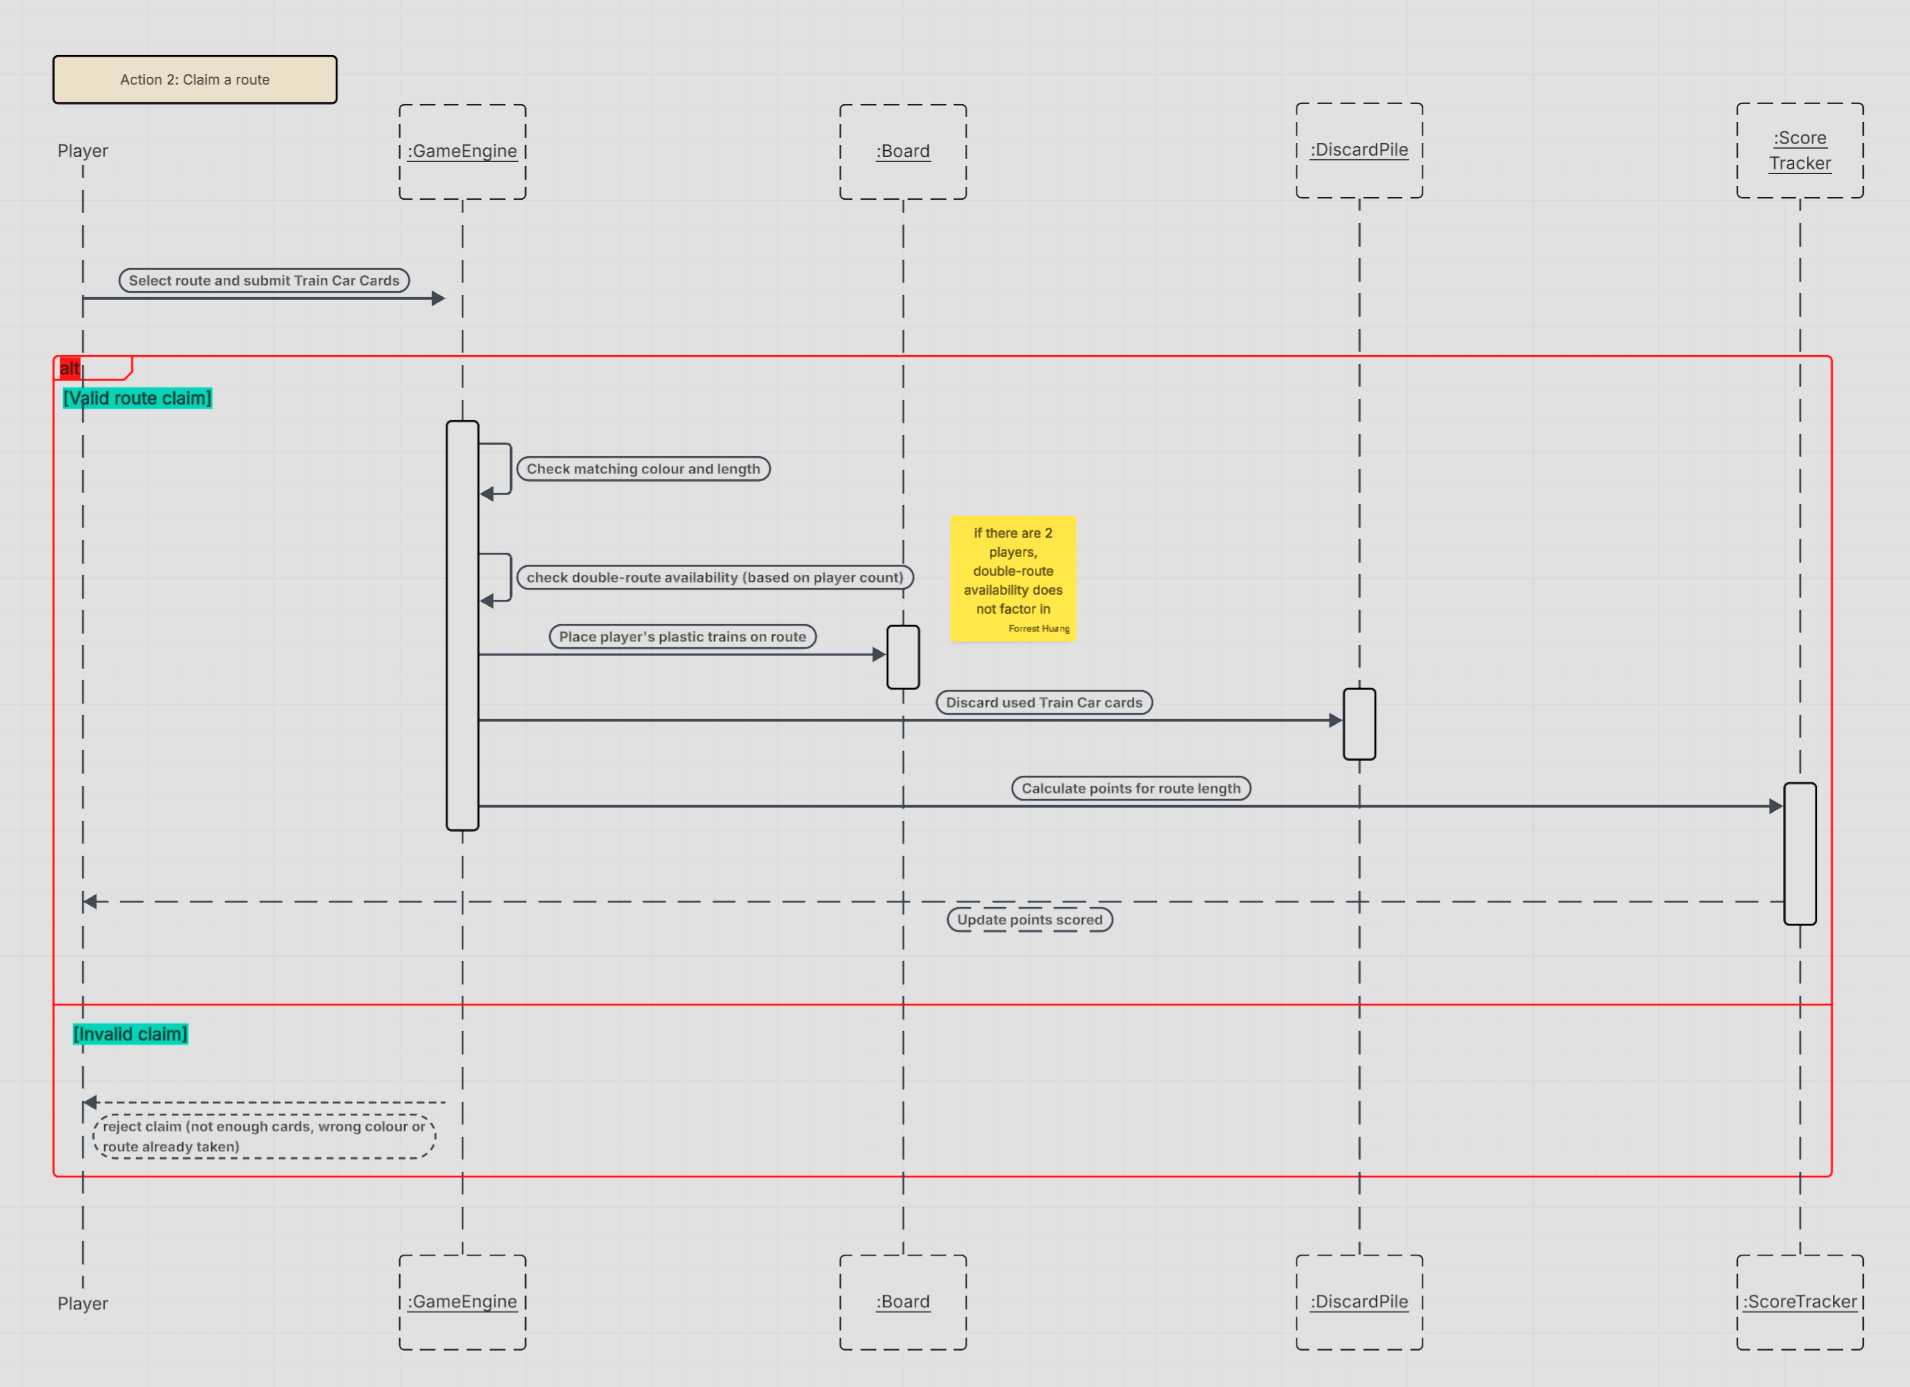 Action 2: Claim a route
Player
:GameEngine
:Board
:DiscardPile
:Score
Tracker
Select route and submit Train Car Cards
alt
[Valid route claim]
Check matching colour and length
if there are 2
players,
double-route
availability does
not factor in
Forrest Huang
check double-route availability (based on player count)
Place player's plastic trains on route
Discard used Train Car cards
Calculate points for route length
Update points scored
[Invalid claim]
reject claim (not enough cards, wrong colour or
route already taken)
Player
:GameEngine
:Board
:DiscardPile
:ScoreTracker